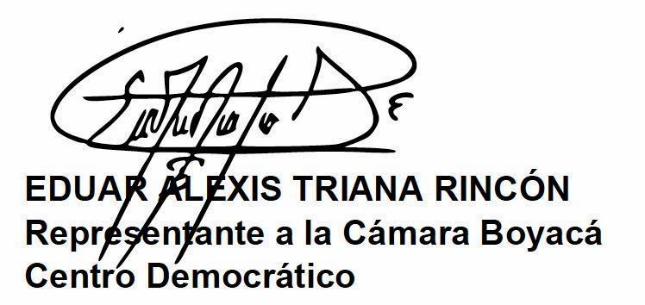 EDUAR ALEXIS TRIANA RINCÓN
Representante a la Cámara Boyacá
Centro Democrático